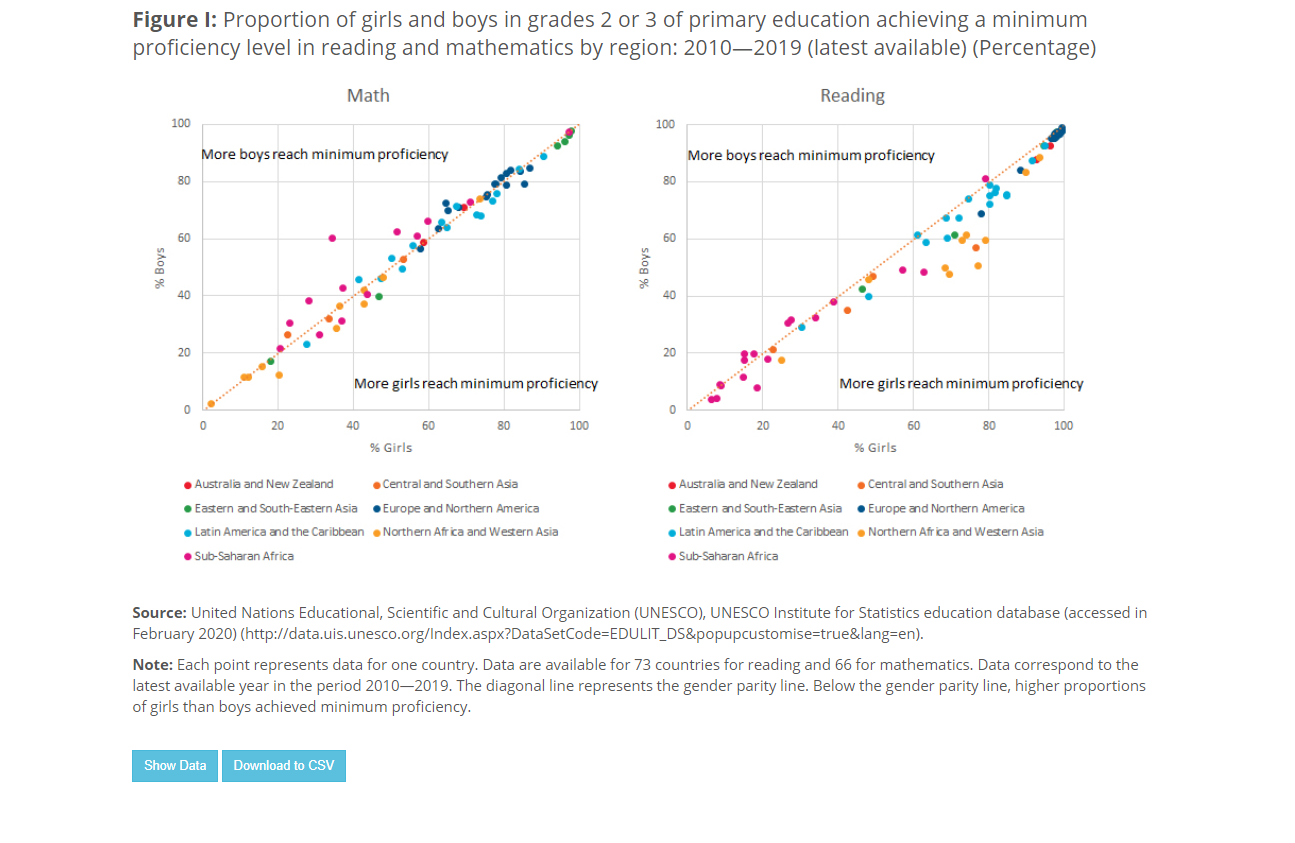 Figure I: Proportion of girls and boys in grades 2 or 3 of primary education achieving a minimum
proficiency level in reading and mathematics by region: 2010—2019 (latest available) (Percentage)
Math
100
80
60
40
20
0
% Boys
More boys reach minimum proficiency
More girls reach minimum proficiency
0 20 40 60 80 100
% Girls
Australia and New Zealand Central and Southern Asia
Eastern and South-Eastern Asia Europe and Northern America
Latin America and the Caribbean Northern Africa and Western Asia
Sub-Saharan Africa
Reading
100
80
60
40
20
0
% Boys
More boys reach minimum proficiency
More girls reach minimum proficiency
0 20 40 60 80 100
% Girls
Australia and New Zealand Central and Southern Asia
Eastern and South-Eastern Asia Europe and Northern America
Latin America and the Caribbean Northern Africa and Western Asia
Sub-Saharan Africa
Source: United Nations Educational, Scientific and Cultural Organization (UNESCO), UNESCO Institute for Statistics education database (accessed in
February 2020) (http://data.uis.unesco.org/Index.aspx?DataSetCode=EDULIT_DS&popupcustomise=true&lang=en).
Note: Each point represents data for one country. Data are available for 73 countries for reading and 66 for mathematics. Data correspond to the
latest available year in the period 2010—2019. The diagonal line represents the gender parity line. Below the gender parity line, higher proportions
of girls than boys achieved minimum proficiency.
Show Data Download to CSV